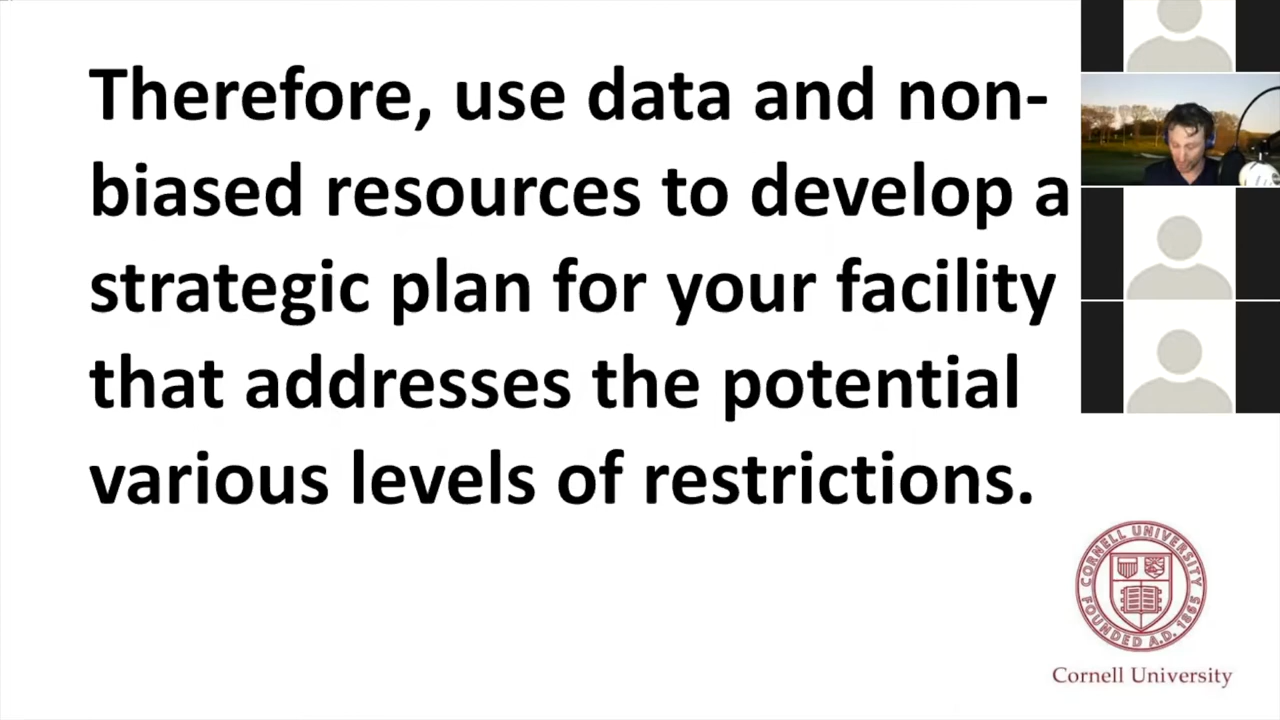 Therefore, use data and non-
biased resources to develop a
strategic plan for your facility
that addresses the potential
various levels of restrictions.
CORNELL UNIVERSITY
FOUNDED A.D. 1865
Cornell University